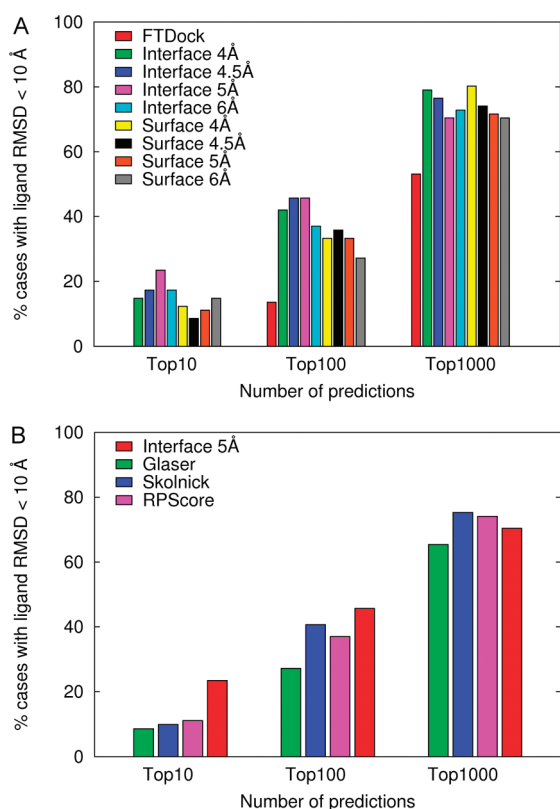 A
% cases with ligand RMSD < 10 Å
100
80
60
40
20
0
FTDock
Interface 4Å
Interface 4.5Å
Interface 5Å
Interface 6Å
Surface 4Å
Surface 4.5Å
Surface 5Å
Surface 6Å
Top10 Top100 Top1000
Number of predictions
B
% cases with ligand RMSD < 10 Å
100
80
60
40
20
0
Interface 5Å
Glaser
Skolnick
RPScore
Top10 Top100 Top1000
Number of predictions